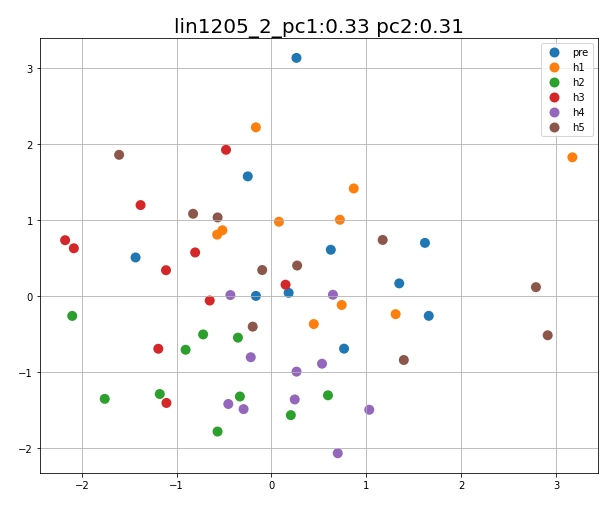 lin1205_2_pc1:0.33 pc2:0.31
pre
h1
h2
h3
h4
h5
3
2
1
0
−1
−2
−2 −1 0 1 2 3